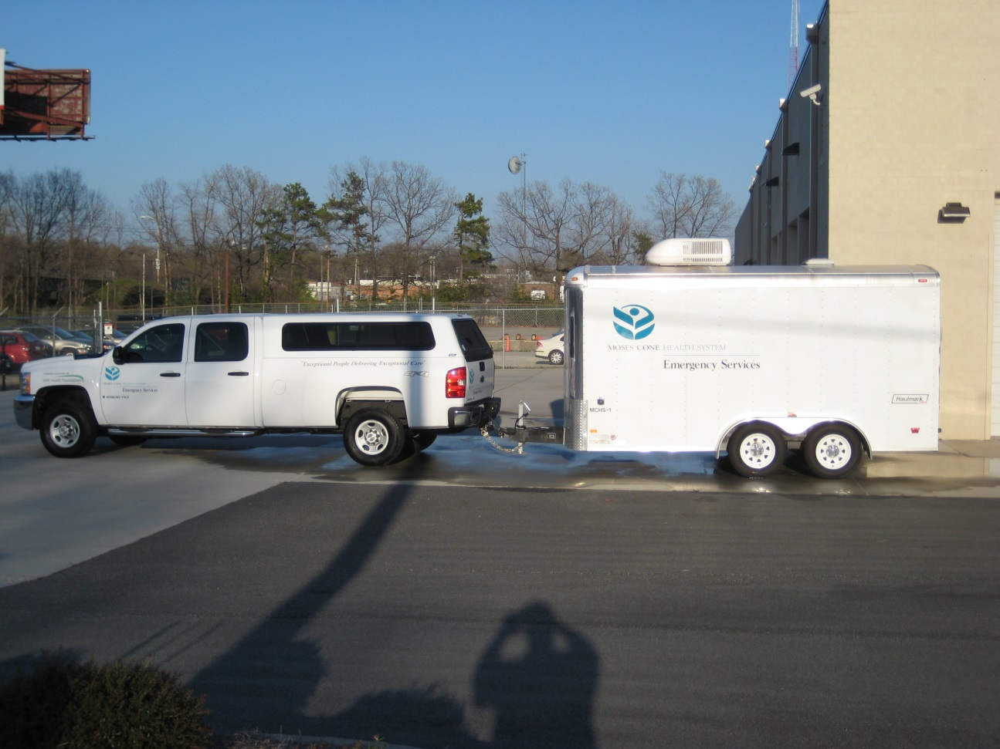 "Exceptional People Delivering Exceptional Care"
4X4
Emergency Services
MOSES CONE HEALTH SYSTEM
Emergency Services
MCHS-1
Haulmark